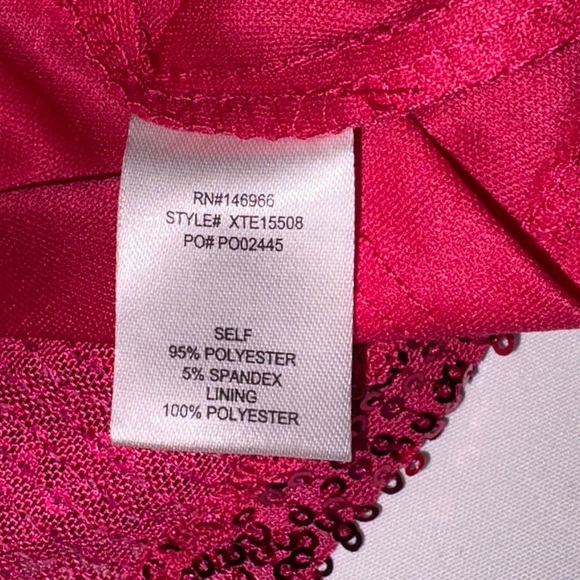 RN#146966
STYLE# XTE15508
PO# PO02445
SELF
95% POLYESTER
5% SPANDEX
LINING
100% POLYESTER